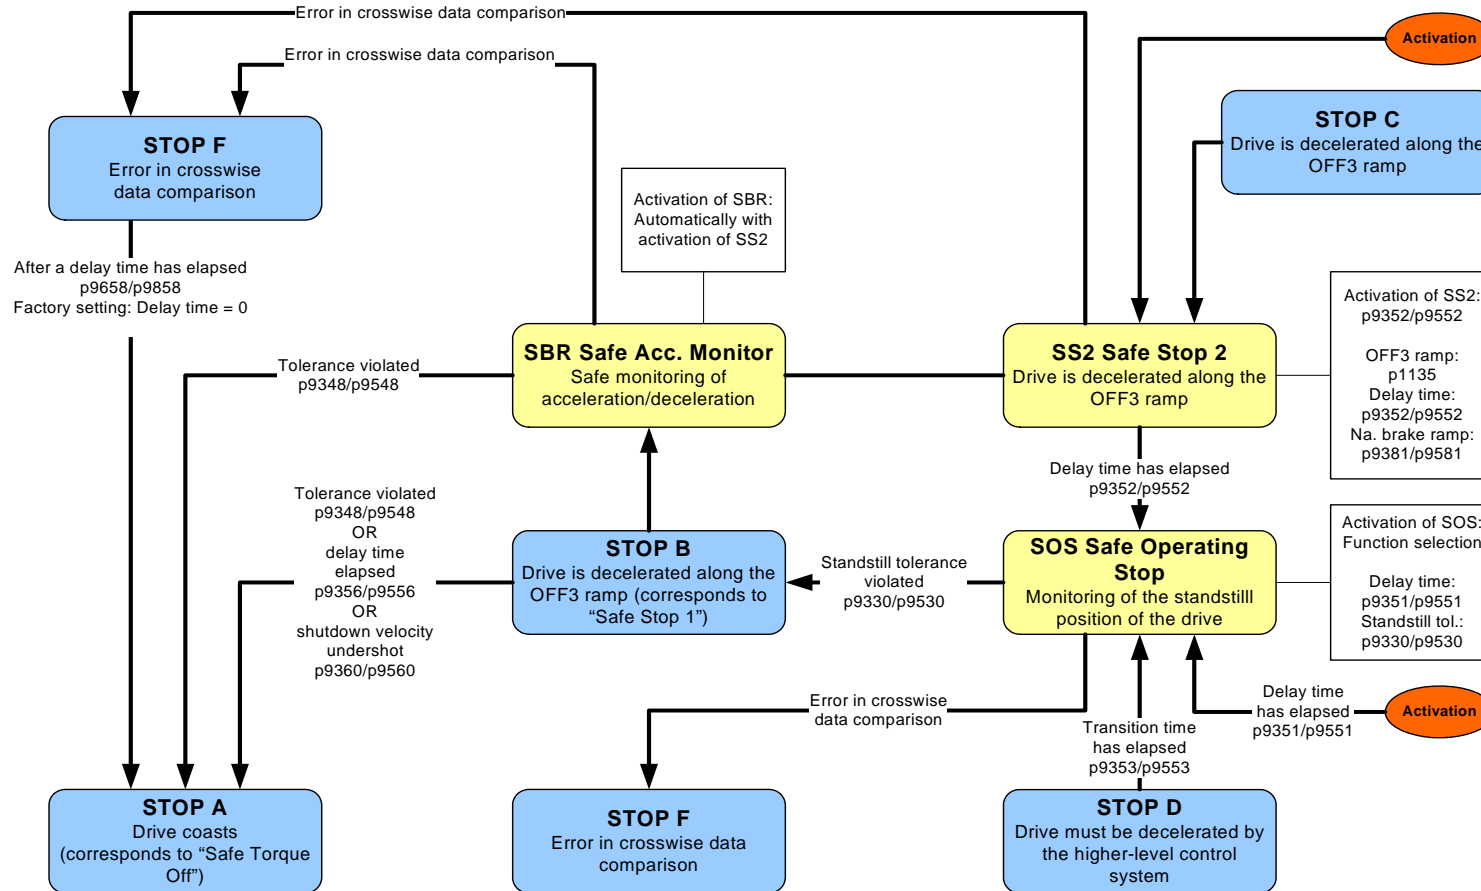 Error in crosswise data comparison
Error in crosswise data comparison
Activation
STOP F
Error in crosswise
data comparison
STOP C
Drive is decelerated along the
OFF3 ramp
Activation of SBR:
Automatically with
activation of SS2
After a delay time has elapsed
p9658/p9858
Factory setting: Delay time = 0
Activation of SS2:
p9352/p9552
OFF3 ramp:
p1135
Delay time:
p9352/p9552
Na. brake ramp:
p9381/p9581
Tolerance violated
p9348/p9548
SBR Safe Acc. Monitor
Safe monitoring of
acceleration/deceleration
SS2 Safe Stop 2
Drive is decelerated along the
OFF3 ramp
Delay time has elapsed
p9352/p9552
Tolerance violated
p9348/p9548
OR
delay time
elapsed
p9356/p9556
OR
shutdown velocity
undershot
p9360/p9560
STOP B
Drive is decelerated along the
OFF3 ramp (corresponds to
“Safe Stop 1”)
Standstill tolerance
violated
p9330/p9530
SOS Safe Operating
Stop
Monitoring of the standstilll
position of the drive
Activation of SOS:
Function selection
Delay time:
p9351/p9551
Standstill tol.:
p9330/p9530
Error in crosswise
data comparison
Transition time
has elapsed
p9353/p9553
Delay time
has elapsed
p9351/p9551
Activation
STOP A
Drive coasts
(corresponds to “Safe Torque
Off”)
STOP F
Error in crosswise data
comparison
STOP D
Drive must be decelerated by
the higher-level control
system